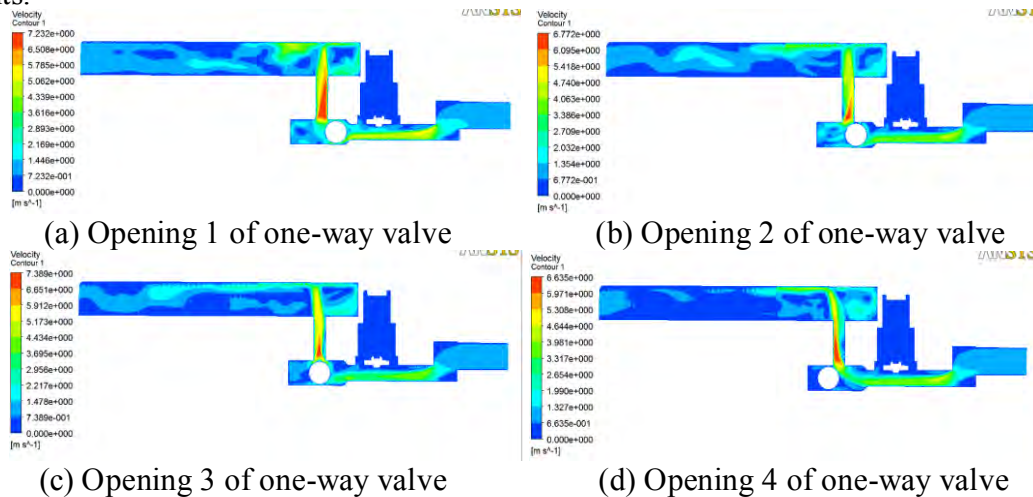 Velocity
Contour 1
7.232e+000
6.508e+000
5.785e+000
5.062e+000
4.339e+000
3.616e+000
2.893e+000
2.169e+000
1.446e+000
7.232e-001
0.000e+000
[m s^-1]
(a) Opening 1 of one-way valve
Velocity
Contour 1
6.772e+000
6.095e+000
5.418e+000
4.740e+000
4.063e+000
3.386e+000
2.709e+000
2.032e+000
1.354e+000
6.772e-001
0.000e+000
[m s^-1]
(b) Opening 2 of one-way valve
Velocity
Contour 1
7.389e+000
6.651e+000
5.912e+000
5.173e+000
4.434e+000
3.695e+000
2.956e+000
2.217e+000
1.478e+000
7.389e-001
0.000e+000
[m s^-1]
(c) Opening 3 of one-way valve
Velocity
Contour 1
6.635e+000
5.971e+000
5.308e+000
4.644e+000
3.981e+000
3.317e+000
2.654e+000
1.990e+000
1.327e+000
6.635e-001
0.000e+000
[m s^-1]
(d) Opening 4 of one-way valve